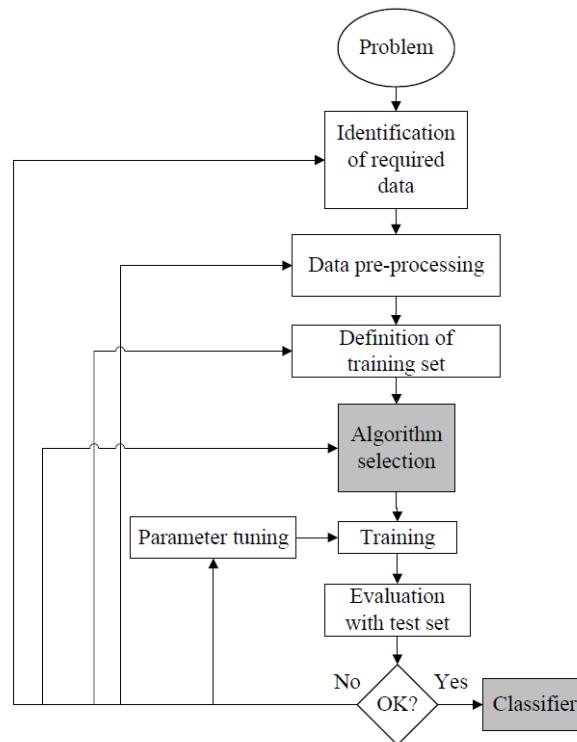 Problem
Identification
of required
data
Data pre-processing
Definition of
training set
Algorithm
selection
Parameter tuning
Training
Evaluation
with test set
No
Yes
OK?
Classifier